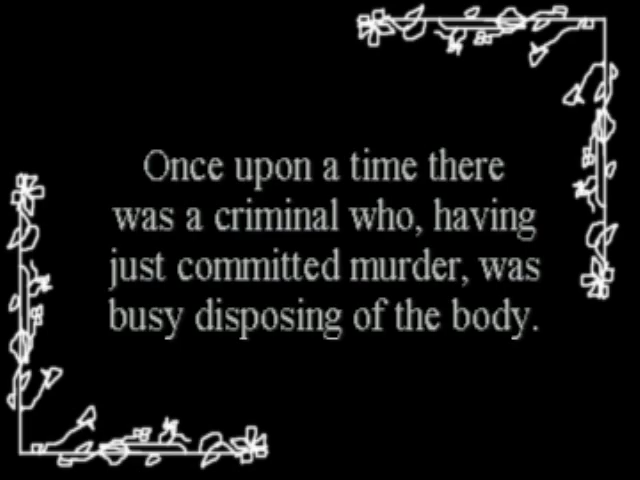 Once upon a time there
was a criminal who, having
just committed murder, was
busy disposing of the body.